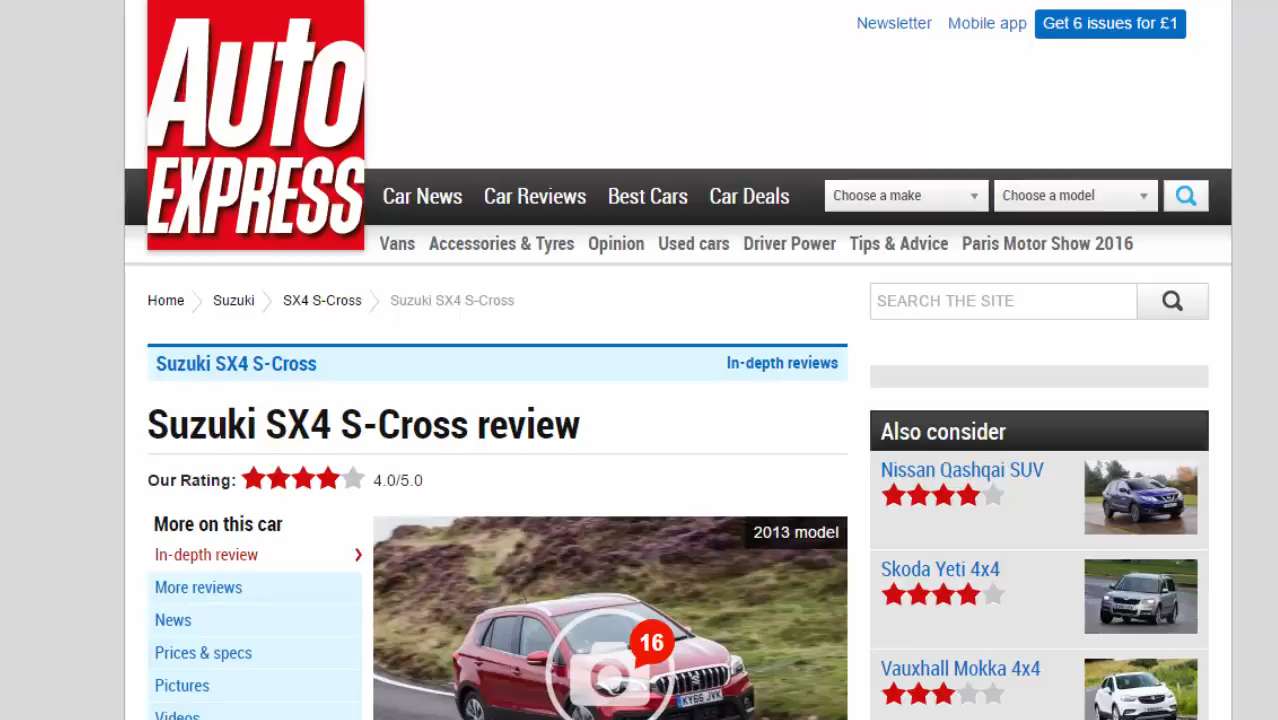 Auto
EXPRESS
Newsletter Mobile app Get 6 issues for £1
Car News Car Reviews Best Cars Car Deals Choose a make Choose a model
Vans Accessories & Tyres Opinion Used cars Driver Power Tips & Advice Paris Motor Show 2016
Home Suzuki SX4 S-Cross Suzuki SX4 S-Cross
SEARCH THE SITE
Suzuki SX4 S-Cross In-depth reviews
Suzuki SX4 S-Cross review
Our Rating: 4.0/5.0
More on this car
In-depth review
More reviews
News
Prices & specs
Pictures
Videos
2013 model
16
KY66 JVK
Also consider
Nissan Qashqai SUV
Skoda Yeti 4x4
Vauxhall Mokka 4x4